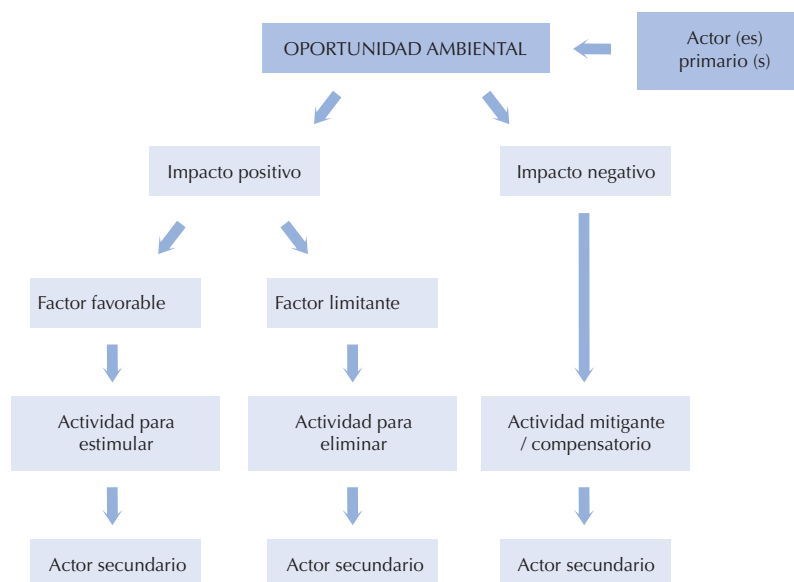 OPORTUNIDAD AMBIENTAL
Actor (es)
primario (s)
Impacto positivo
Impacto negativo
Factor favorable
Factor limitante
Actividad para
estimular
Actividad para
eliminar
Actividad mitigante
/ compensatorio
Actor secundario
Actor secundario
Actor secundario